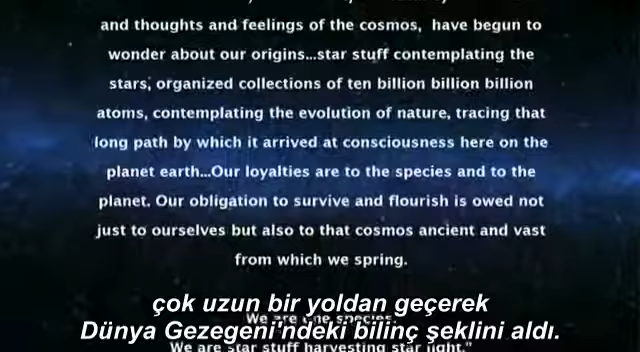 and thoughts and feelings of the cosmos, have begun to
wonder about our origins...star stuff contemplating the
stars, organized collections of ten billion billion billion
atoms, contemplating the evolution of nature, tracing that
long path by which it arrived at consciousness here on the
planet earth...Our loyalties are to the species and to the
planet. Our obligation to survive and flourish is owed not
just to ourselves but also to that cosmos ancient and vast
from which we spring.
çok uzun bir yoldan geçerek
We are one species.
Dünya Gezegeni'ndeki bilinç şeklini aldı.
We are star stuff harvesting star light."